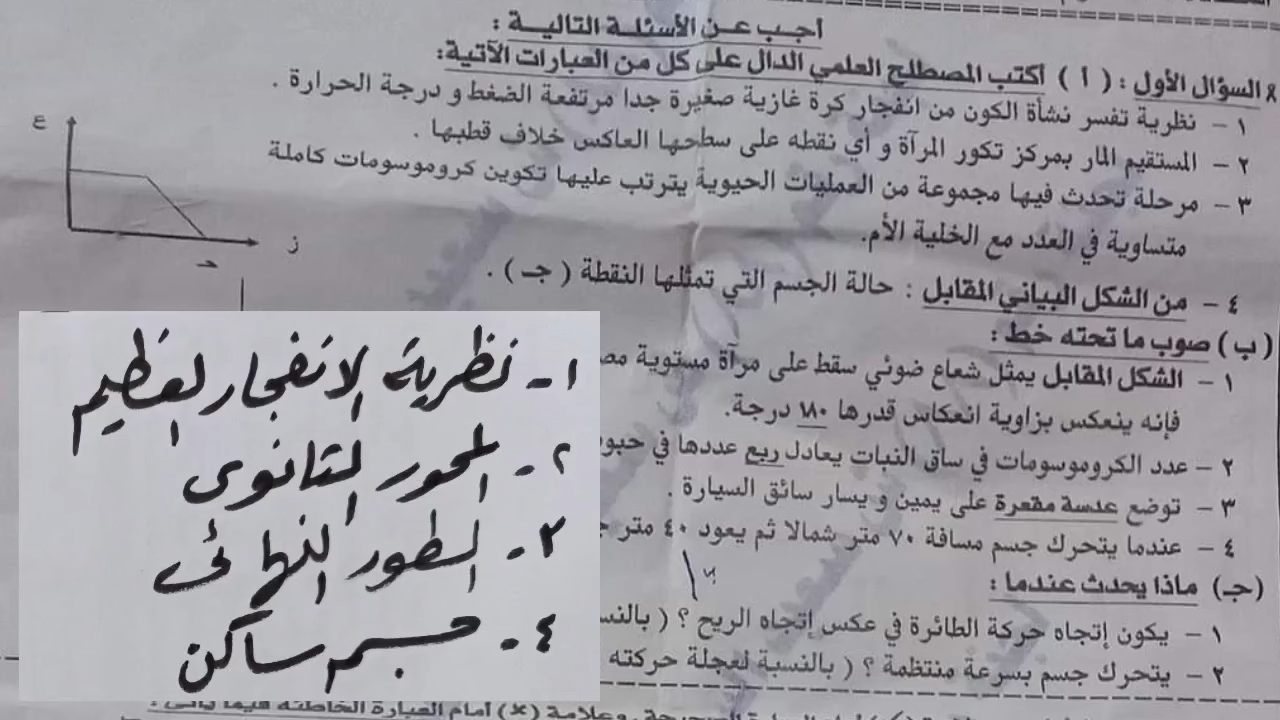 أجب عن الأسئلة التالية :
السؤال الأول : ( أ ) أكتب المصطلح العلمي الدال على كل من العبارات الآتية:
١ - نظرية تفسر نشأة الكون من انفجار كرة غازية صغيرة جدا مرتفعة الضغط و درجة الحرارة .
٢ - المستقيم المار بمركز تكور المرآة و أي نقطه على سطحها العاكس خلاف قطبها .
٣ - مرحلة تحدث فيها مجموعة من العمليات الحيوية يترتب عليها تكوين كروموسومات كاملة
متساوية في العدد مع الخلية الأم.
ع
ز
جـ
٤ - من الشكل البياني المقابل : حالة الجسم التي تمثلها النقطة ( جـ ) .
( ب ) صوب ما تحته خط :
١ - الشكل المقابل يمثل شعاع ضوئي سقط على مرآة مستوية
فإنه ينعكس بزاوية انعكاس قدرها ١٨٠ درجة.
٢ - عدد الكروموسومات في ساق النبات يعادل ربع عددها في
٣ - توضع عدسة مقعرة على يمين و يسار سائق السيارة .
٤ - عندما يتحرك جسم مسافة ٧٠ متر شمالا ثم يعود ٤٠ متر
(جـ) ماذا يحدث عندما :
١ - يكون إتجاه حركة الطائرة في عكس إتجاه الريح ؟ (
٢ - يتحرك جسم بسرعة منتظمة ؟ ( بالنسبة لعجلة حركته
١- نظرية الانفجار العظيم
٢- المحور الثانوى
٣- الطور النهائى
٤- جسم ساكن